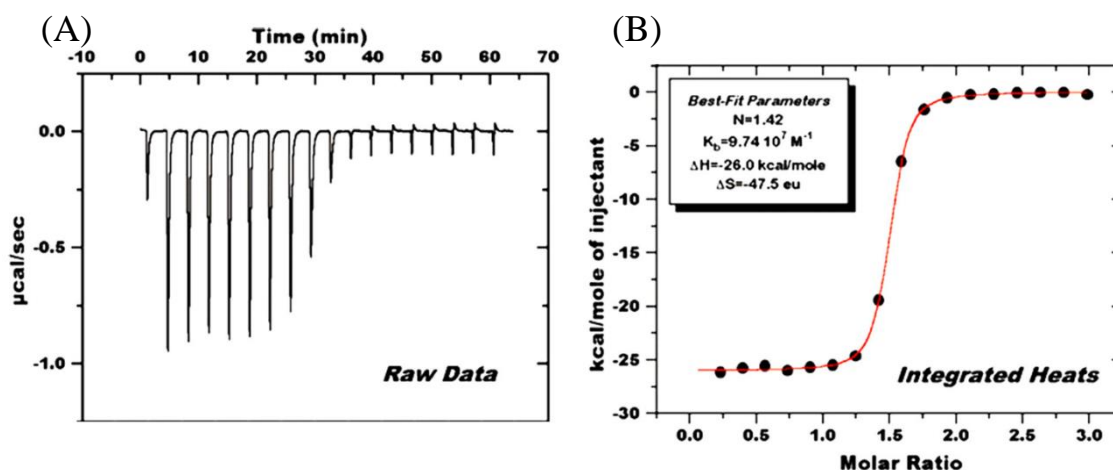 (A)
Time (min)
-10 0 10 20 30 40 50 60 70
0.0
-0.5
-1.0
µcal/sec
Raw Data
(B)
Best-Fit Parameters
N=1.42
K_b=9.74 10^7 M^-1
ΔH=-26.0 kcal/mole
ΔS=-47.5 eu
0
-5
-10
-15
-20
-25
-30
kcal/mole of injectant
Integrated Heats
0.0 0.5 1.0 1.5 2.0 2.5 3.0
Molar Ratio